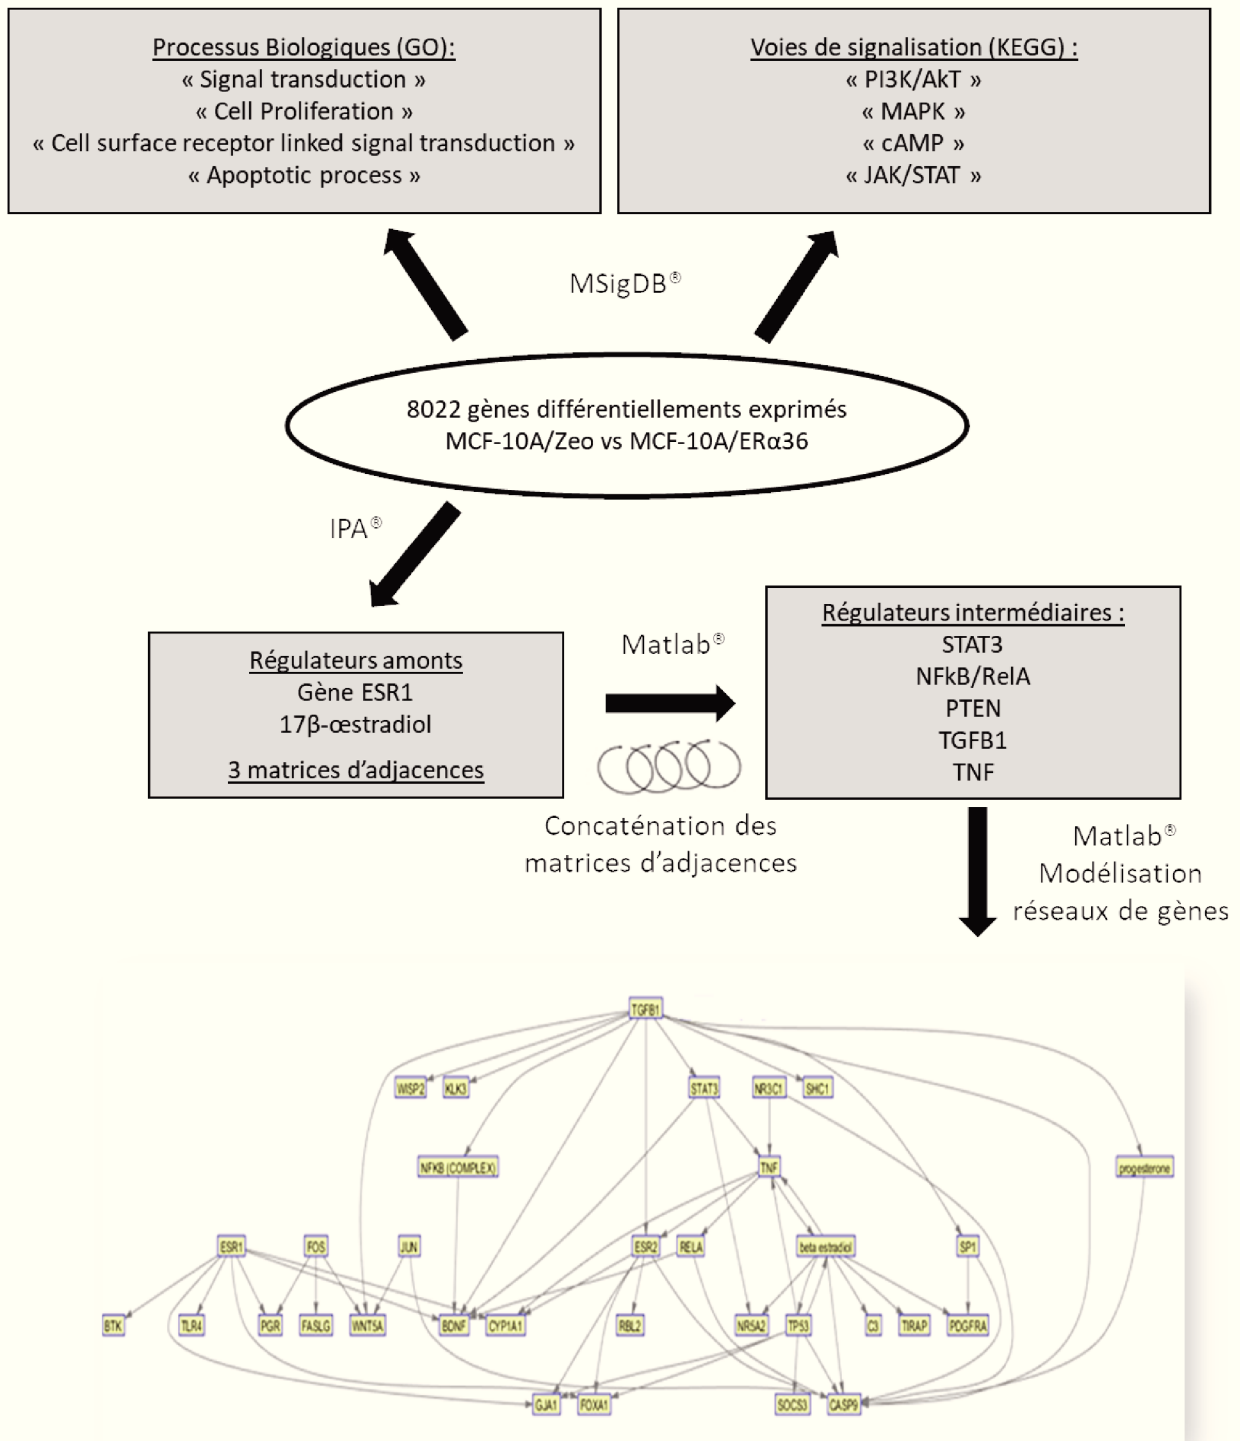 Processus Biologiques (GO):
« Signal transduction »
« Cell Proliferation »
« Cell surface receptor linked signal transduction »
« Apoptotic process »
Voies de signalisation (KEGG) :
« PI3K/AkT »
« MAPK »
« cAMP »
« JAK/STAT »
MSigDB®
8022 gènes différentiellements exprimés
MCF-10A/Zeo vs MCF-10A/ERα36
IPA®
Régulateurs amonts
Gène ESR1
17β-œstradiol
3 matrices d’adjacences
Matlab®
Concaténation des
matrices d’adjacences
Régulateurs intermédiaires :
STAT3
NFkB/RelA
PTEN
TGFB1
TNF
Matlab®
Modélisation
réseaux de gènes
TGFB1
WISP2
KLK3
STAT3
NR3C1
SHC1
NFKB (COMPLEX)
TNF
progesterone
ESR1
FOS
JUN
ESR2
RELA
beta estradiol
SP1
BTK
TLR4
PGR
FASLG
WNT5A
BDNF
CYP1A1
RBL2
NR5A2
TP53
C3
TIRAP
PDGFRA
GJA1
FOXA1
SOCS3
CASP9